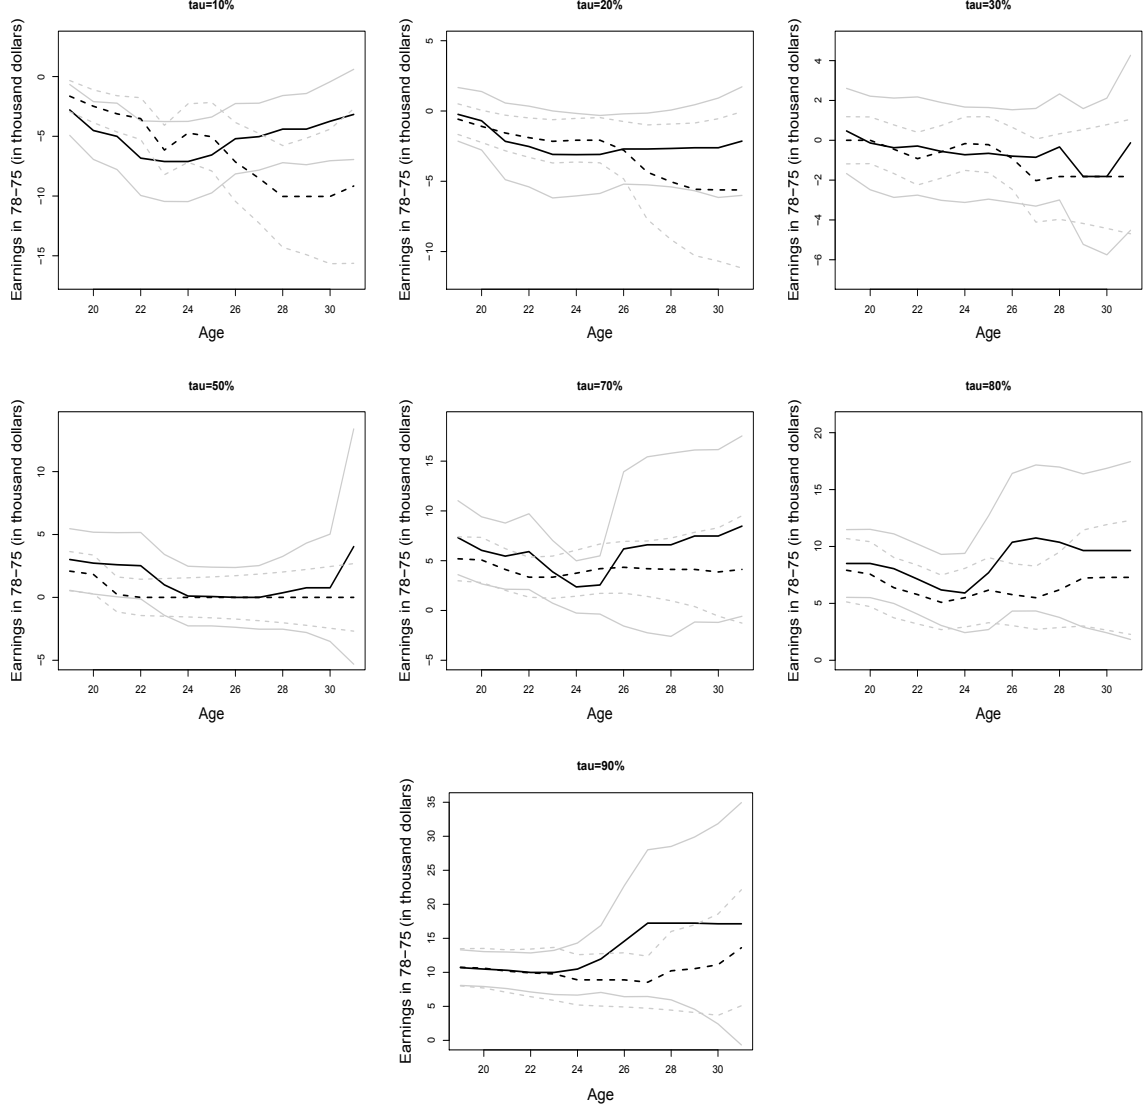 tau=10%
Earnings in 78−75 (in thousand dollars)
0
−5
−10
−15
20 22 24 26 28 30
Age
tau=20%
Earnings in 78−75 (in thousand dollars)
5
0
−5
−10
20 22 24 26 28 30
Age
tau=30%
Earnings in 78−75 (in thousand dollars)
4
2
0
−2
−4
−6
20 22 24 26 28 30
Age
tau=50%
Earnings in 78−75 (in thousand dollars)
10
5
0
−5
20 22 24 26 28 30
Age
tau=70%
Earnings in 78−75 (in thousand dollars)
15
10
5
0
−5
20 22 24 26 28 30
Age
tau=80%
Earnings in 78−75 (in thousand dollars)
20
15
10
5
0
20 22 24 26 28 30
Age
tau=90%
Earnings in 78−75 (in thousand dollars)
35
30
25
20
15
10
5
0
20 22 24 26 28 30
Age